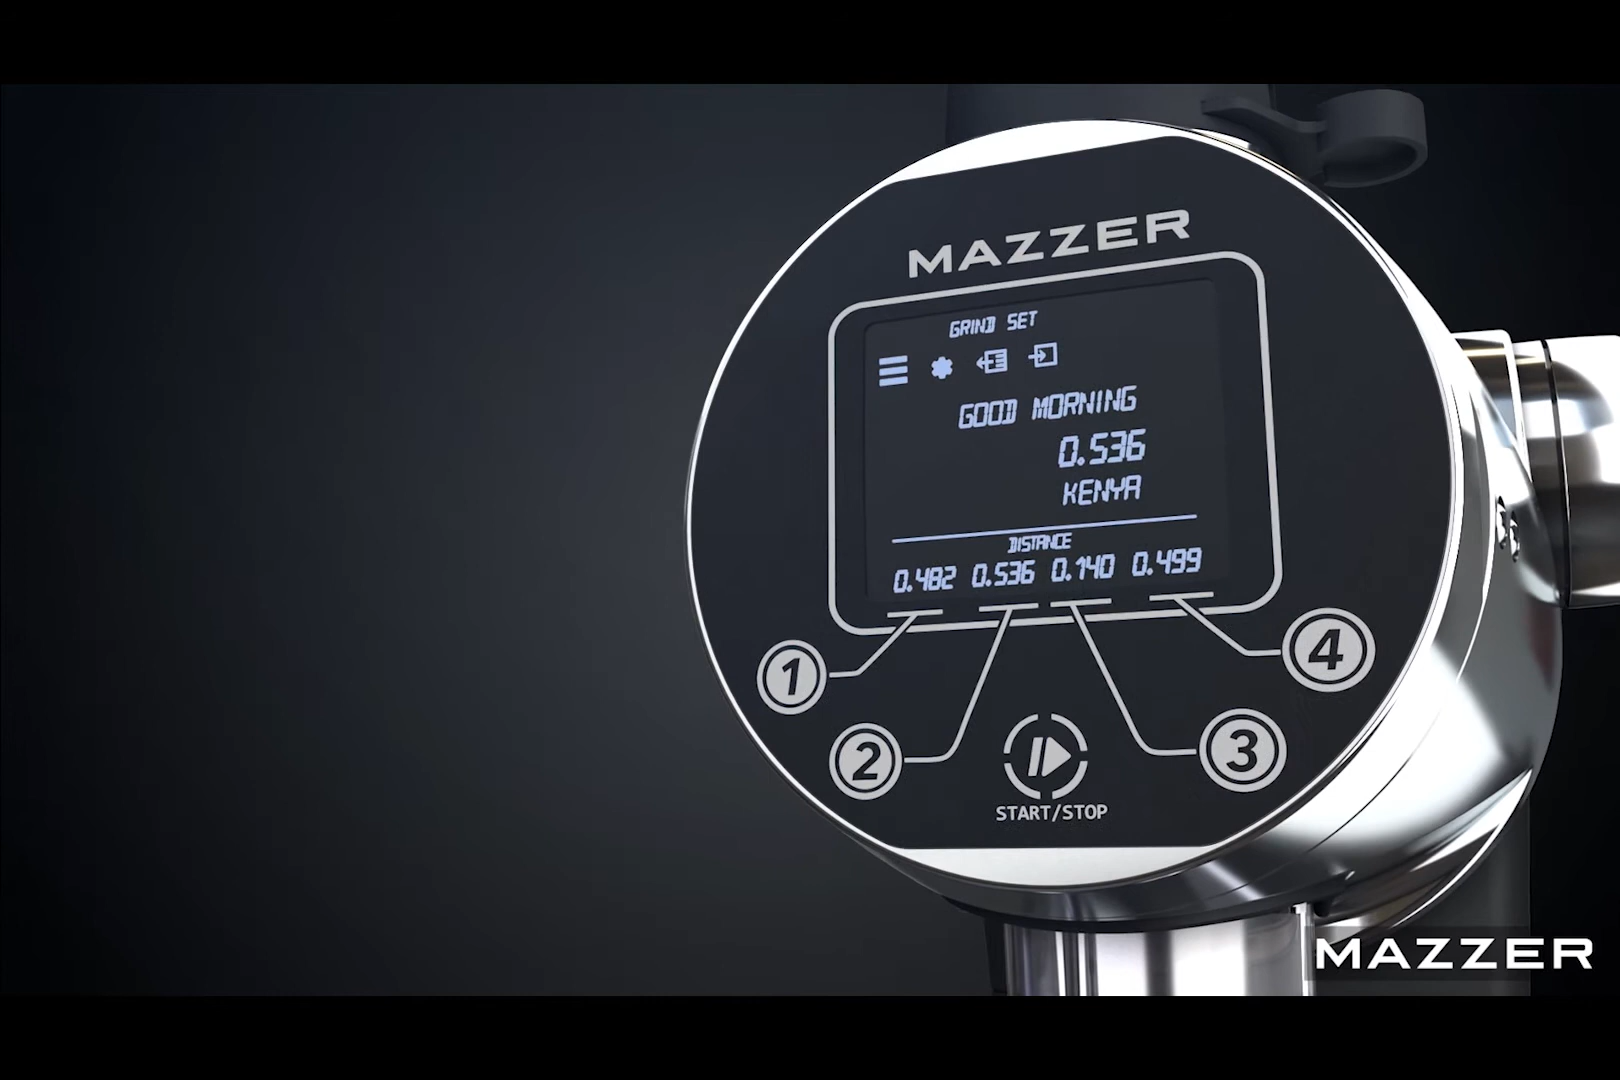 MAZZER
GRIND SET
GOOD MORNING
0.536
KENYA
DISTANCE
0.482 0.536 0.140 0.499
1
4
2
3
START/STOP
MAZZER